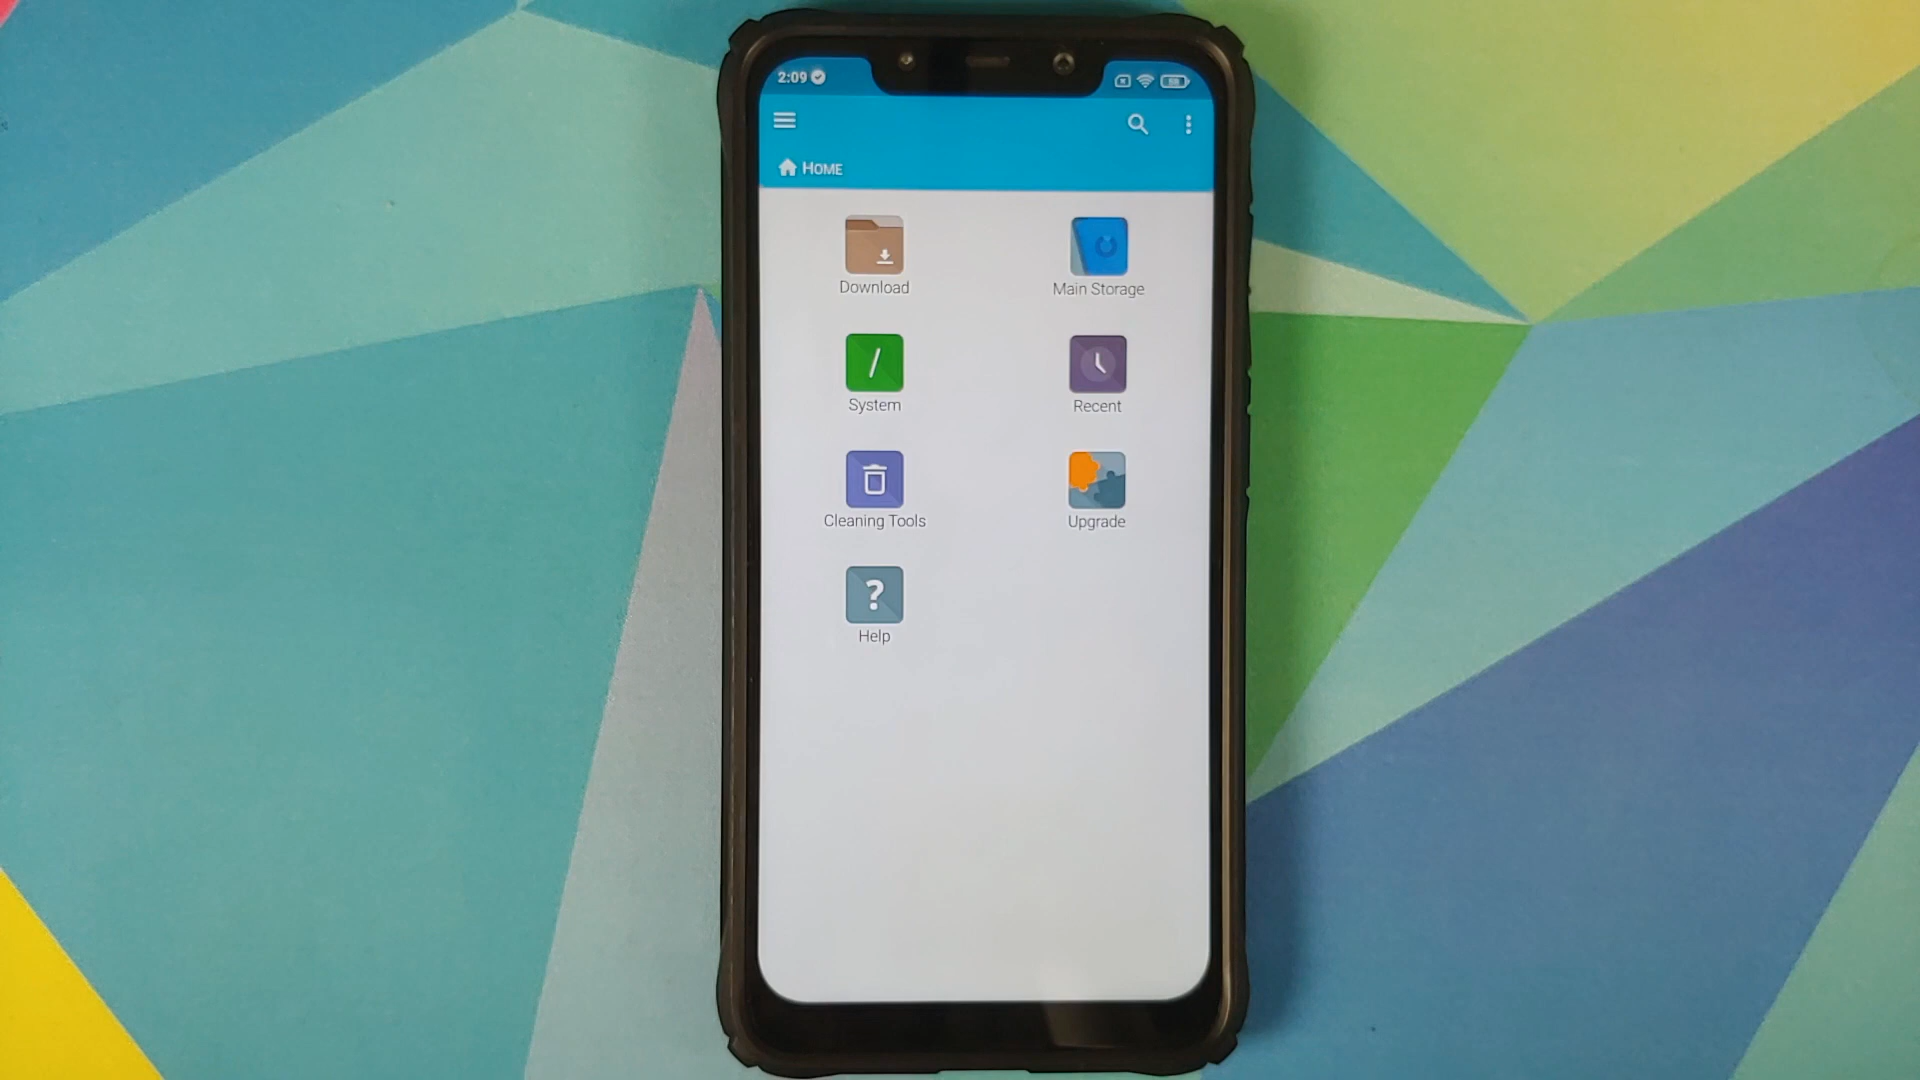 2:09
HOME
Download
Main Storage
System
Recent
Cleaning Tools
Upgrade
?
Help